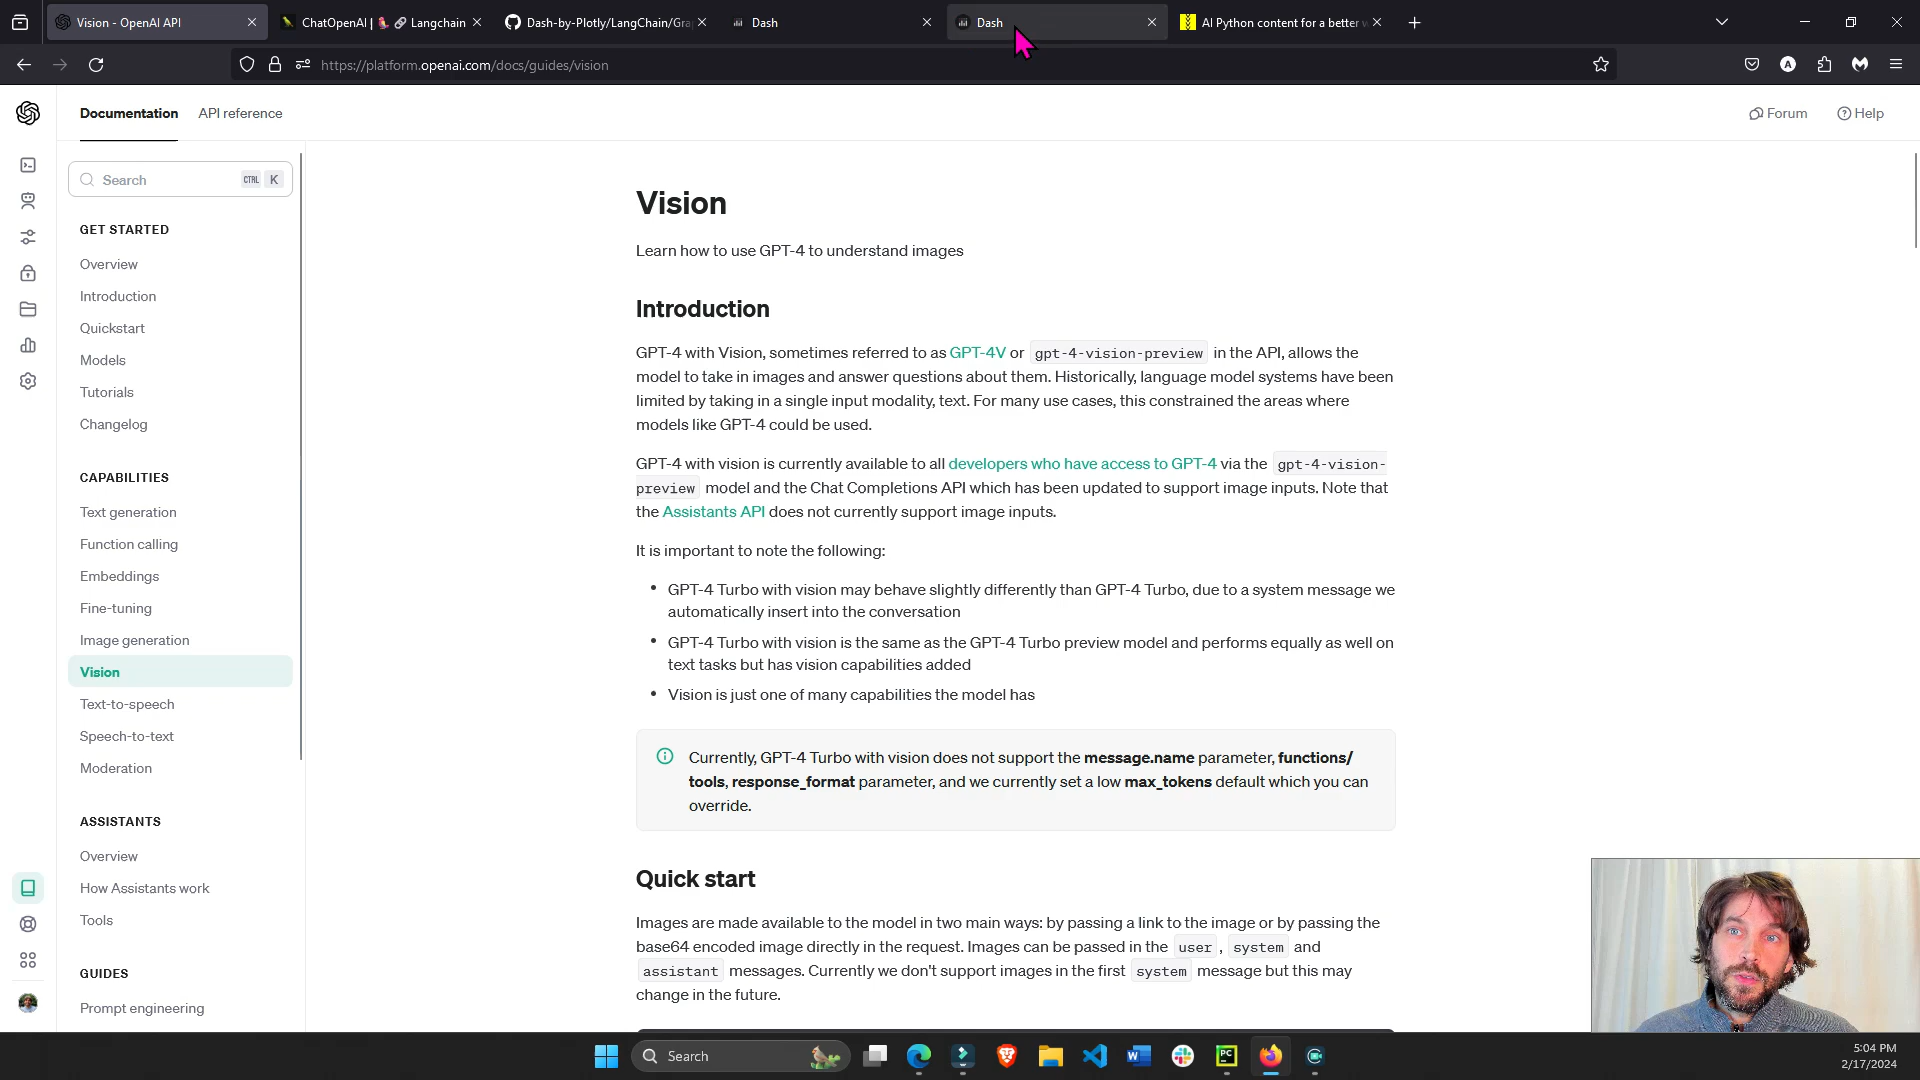 Vision - OpenAI API
ChatOpenAI | 🦜️🔗 Langchain
Dash-by-Plotly/LangChain/Gra
Dash
Dash
AI Python content for a better
https://platform.openai.com/docs/guides/vision
Documentation
API reference
Forum
Help
Search
CTRL K
GET STARTED
Overview
Introduction
Quickstart
Models
Tutorials
Changelog
CAPABILITIES
Text generation
Function calling
Embeddings
Fine-tuning
Image generation
Vision
Text-to-speech
Speech-to-text
Moderation
ASSISTANTS
Overview
How Assistants work
Tools
GUIDES
Prompt engineering
Vision
Learn how to use GPT-4 to understand images
Introduction
GPT-4 with Vision, sometimes referred to as GPT-4V or gpt-4-vision-preview in the API, allows the
model to take in images and answer questions about them. Historically, language model systems have been
limited by taking in a single input modality, text. For many use cases, this constrained the areas where
models like GPT-4 could be used.
GPT-4 with vision is currently available to all developers who have access to GPT-4 via the gpt-4-vision-
preview model and the Chat Completions API which has been updated to support image inputs. Note that
the Assistants API does not currently support image inputs.
It is important to note the following:
• GPT-4 Turbo with vision may behave slightly differently than GPT-4 Turbo, due to a system message we
automatically insert into the conversation
• GPT-4 Turbo with vision is the same as the GPT-4 Turbo preview model and performs equally as well on
text tasks but has vision capabilities added
• Vision is just one of many capabilities the model has
Currently, GPT-4 Turbo with vision does not support the message.name parameter, functions/
tools, response_format parameter, and we currently set a low max_tokens default which you can
override.
Quick start
Images are made available to the model in two main ways: by passing a link to the image or by passing the
base64 encoded image directly in the request. Images can be passed in the user, system and
assistant messages. Currently we don't support images in the first system message but this may
change in the future.
Search
5:04 PM
2/17/2024